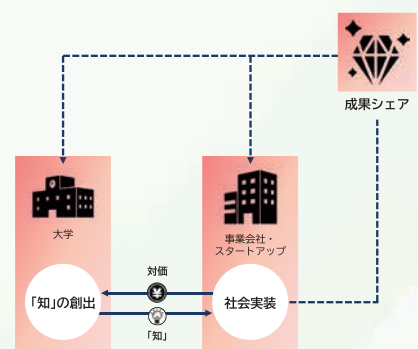 成果シェア
大学
事業会社・
スタートアップ
「知」の創出
対価
¥
「知」
社会実装